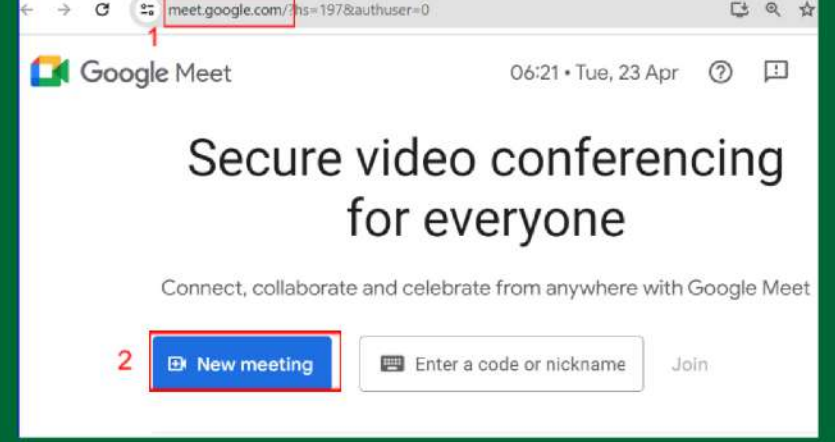 meet.google.com/?hs=197&authuser=0
1
Google Meet
06:21 • Tue, 23 Apr
Secure video conferencing
for everyone
Connect, collaborate and celebrate from anywhere with Google Meet
2
New meeting
Enter a code or nickname
Join